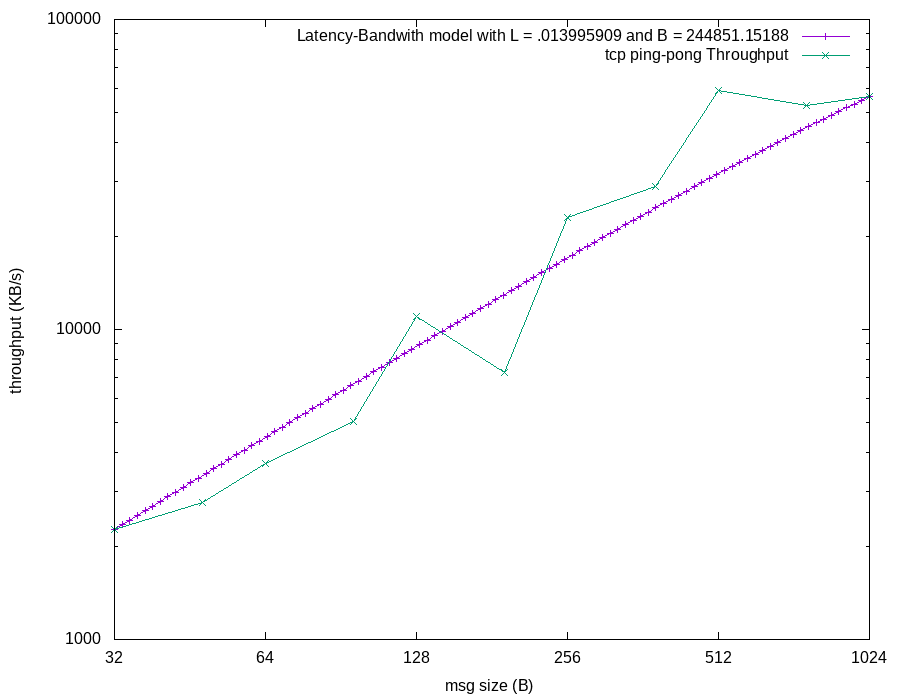 100000
Latency-Bandwith model with L = .013995909 and B = 244851.15188
tcp ping-pong Throughput
throughput (KB/s)
10000
1000
32 64 128 256 512 1024
msg size (B)